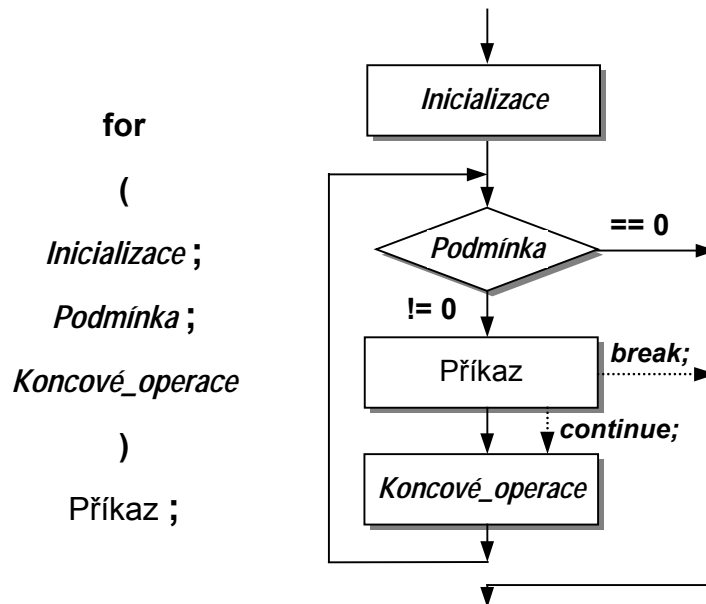 for
(
Inicializace ;
Podmínka ;
Koncové_operace
)
Příkaz ;
Inicializace
Podmínka
== 0
!= 0
Příkaz
break;
continue;
Koncové_operace